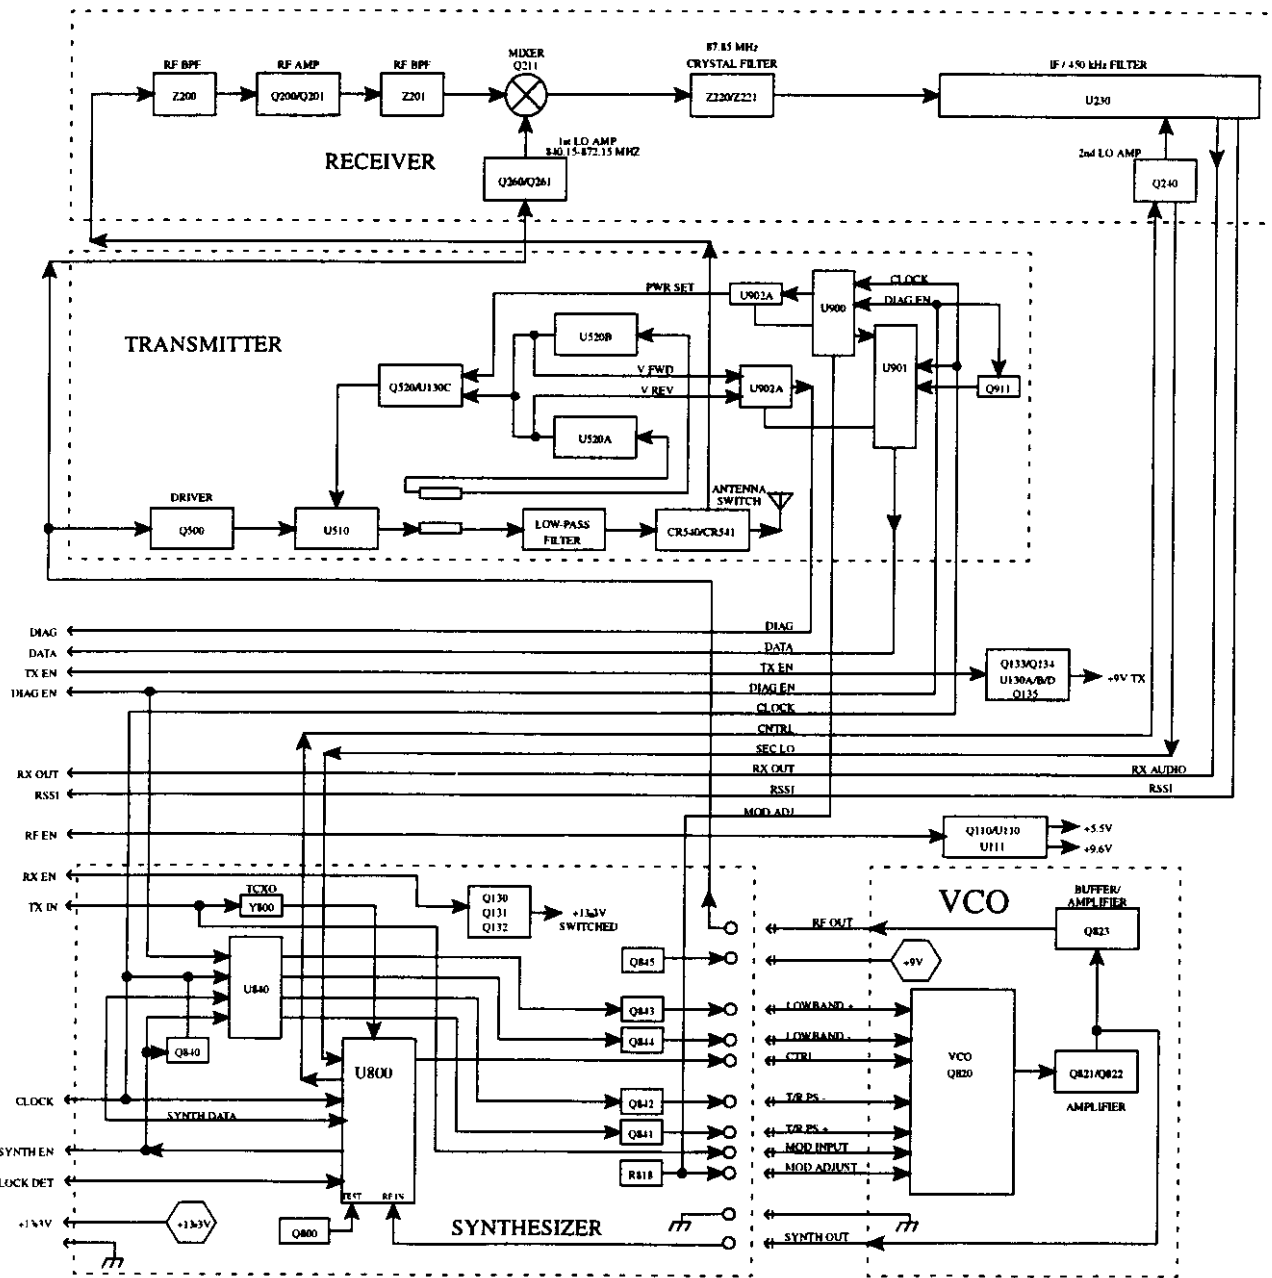 87.85 MHz
MIXER
RF BPF
RF AMP
RF BPF
Q211
CRYSTAL FILTER
IF / 450 kHz FILTER
Z200
Q200/Q201
Z201
Z220/Z221
U230
1st LO AMP
840.15-872.15 MHZ
2nd LO AMP
RECEIVER
Q260/Q261
Q240
PWR SET
U902A
U900
CLOCK
DIAG EN
TRANSMITTER
U520B
Q520/U130C
V FWD
V REV
U902A
U901
Q911
U520A
DRIVER
ANTENNA
SWITCH
Q500
U510
LOW-PASS
FILTER
CR540/CR541
DIAG
DIAG
DATA
DATA
TX EN
TX EN
Q133/Q134
U130A/B/D
Q135
+9V TX
DIAG EN
DIAG EN
CLOCK
CNTRL
SEC LO
RX OUT
RX OUT
RX AUDIO
RSSI
RSSI
RSSI
MOD ADJ
RF EN
Q110/U110
U111
+5.5V
+9.6V
RX EN
TCXO
Y800
TX IN
Q130
Q131
Q132
+13.3V
SWITCHED
VCO
BUFFER/
AMPLIFIER
RF OUT
Q823
Q845
+9V
U840
Q843
LOWBAND +
Q844
LOWBAND -
Q840
U800
CTRL
VCO
Q820
Q821/Q822
AMPLIFIER
CLOCK
SYNTH DATA
Q842
T/R PS -
Q841
T/R PS +
SYNTH EN
MOD INPUT
R818
MOD ADJUST
LOCK DET
TEST
RF IN
+13.3V
+13.3V
Q800
SYNTHESIZER
SYNTH OUT